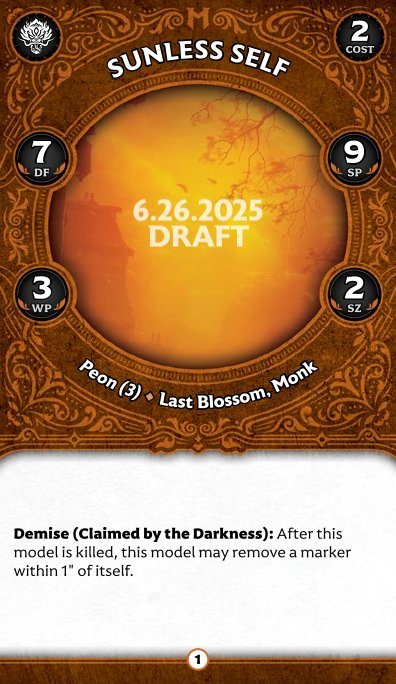 SUNLESS SELF
2
COST
7
DF
9
SP
6.26.2025
DRAFT
3
WP
2
SZ
Peon (3) ⬥ Last Blossom, Monk
Demise (Claimed by the Darkness): After this
model is killed, this model may remove a marker
within 1" of itself.
1